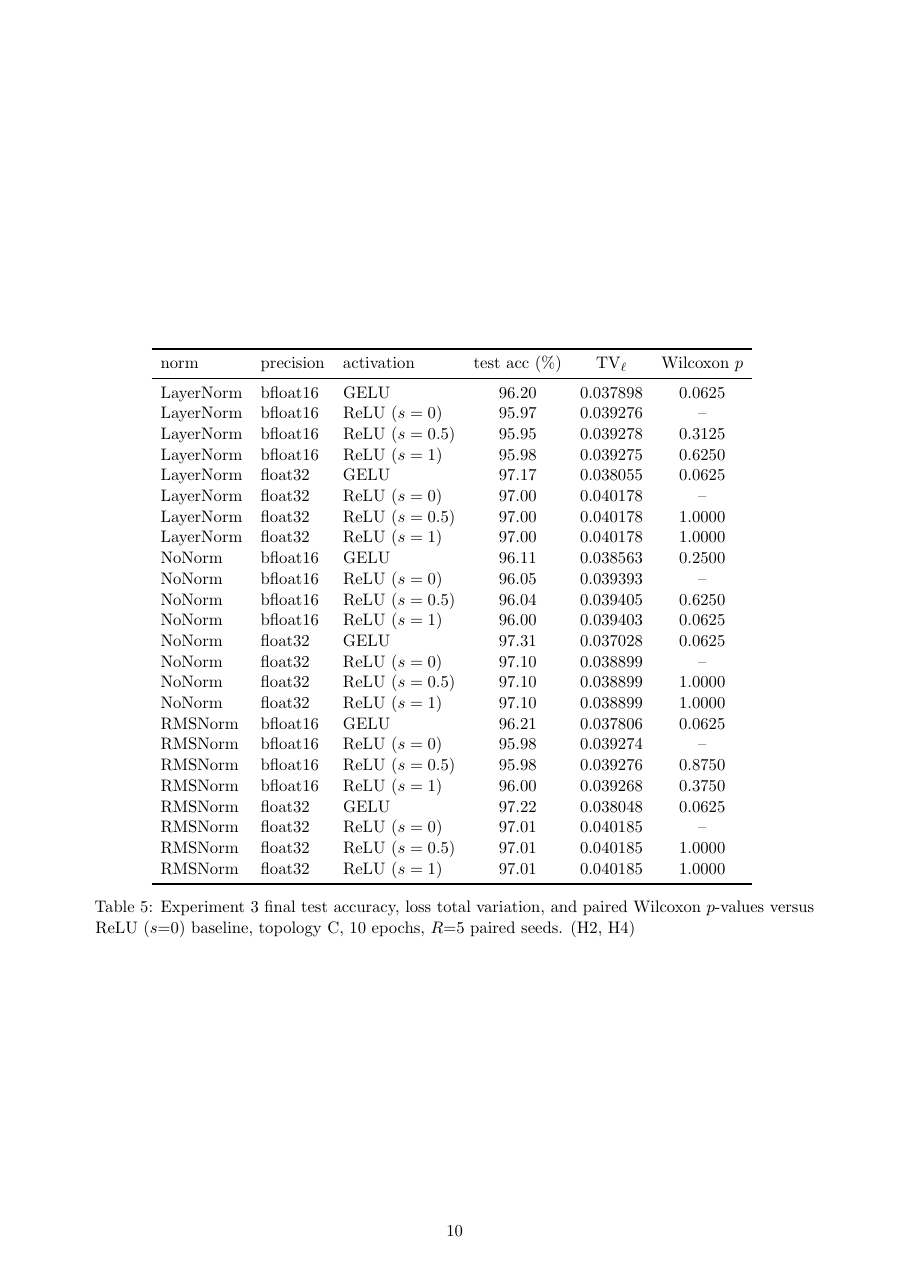 norm precision activation test acc (%) TVℓ Wilcoxon p
LayerNorm bfloat16 GELU 96.20 0.037898 0.0625
LayerNorm bfloat16 ReLU (s = 0) 95.97 0.039276 –
LayerNorm bfloat16 ReLU (s = 0.5) 95.95 0.039278 0.3125
LayerNorm bfloat16 ReLU (s = 1) 95.98 0.039275 0.6250
LayerNorm float32 GELU 97.17 0.038055 0.0625
LayerNorm float32 ReLU (s = 0) 97.00 0.040178 –
LayerNorm float32 ReLU (s = 0.5) 97.00 0.040178 1.0000
LayerNorm float32 ReLU (s = 1) 97.00 0.040178 1.0000
NoNorm bfloat16 GELU 96.11 0.038563 0.2500
NoNorm bfloat16 ReLU (s = 0) 96.05 0.039393 –
NoNorm bfloat16 ReLU (s = 0.5) 96.04 0.039405 0.6250
NoNorm bfloat16 ReLU (s = 1) 96.00 0.039403 0.0625
NoNorm float32 GELU 97.31 0.037028 0.0625
NoNorm float32 ReLU (s = 0) 97.10 0.038899 –
NoNorm float32 ReLU (s = 0.5) 97.10 0.038899 1.0000
NoNorm float32 ReLU (s = 1) 97.10 0.038899 1.0000
RMSNorm bfloat16 GELU 96.21 0.037806 0.0625
RMSNorm bfloat16 ReLU (s = 0) 95.98 0.039274 –
RMSNorm bfloat16 ReLU (s = 0.5) 95.98 0.039276 0.8750
RMSNorm bfloat16 ReLU (s = 1) 96.00 0.039268 0.3750
RMSNorm float32 GELU 97.22 0.038048 0.0625
RMSNorm float32 ReLU (s = 0) 97.01 0.040185 –
RMSNorm float32 ReLU (s = 0.5) 97.01 0.040185 1.0000
RMSNorm float32 ReLU (s = 1) 97.01 0.040185 1.0000
Table 5: Experiment 3 final test accuracy, loss total variation, and paired Wilcoxon p-values versus
ReLU (s=0) baseline, topology C, 10 epochs, R=5 paired seeds. (H2, H4)
10